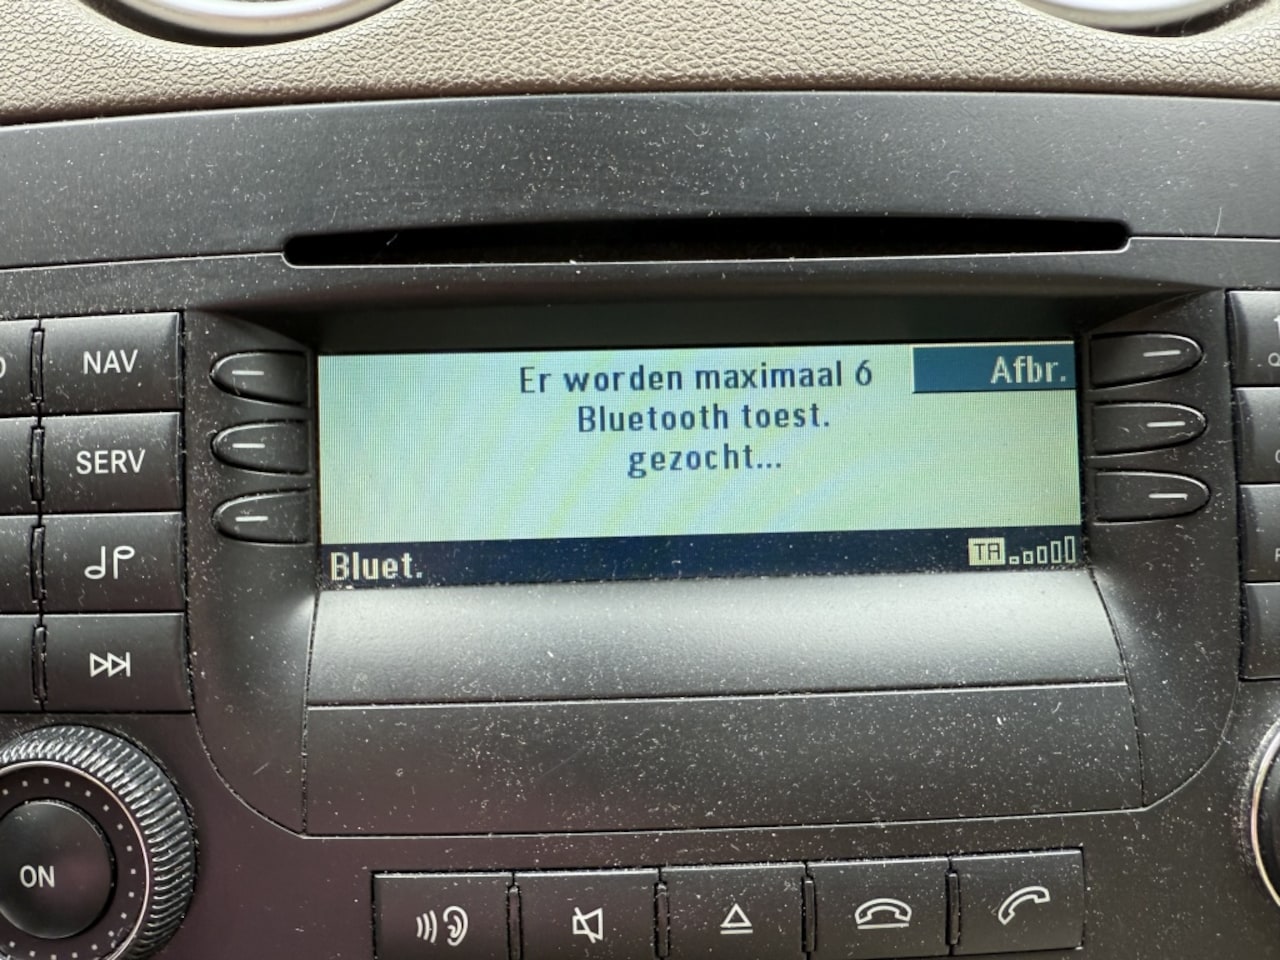 NAV
SERV
Er worden maximaal 6
Bluetooth toest.
gezocht...
Afbr.
Bluet.
TA
ON